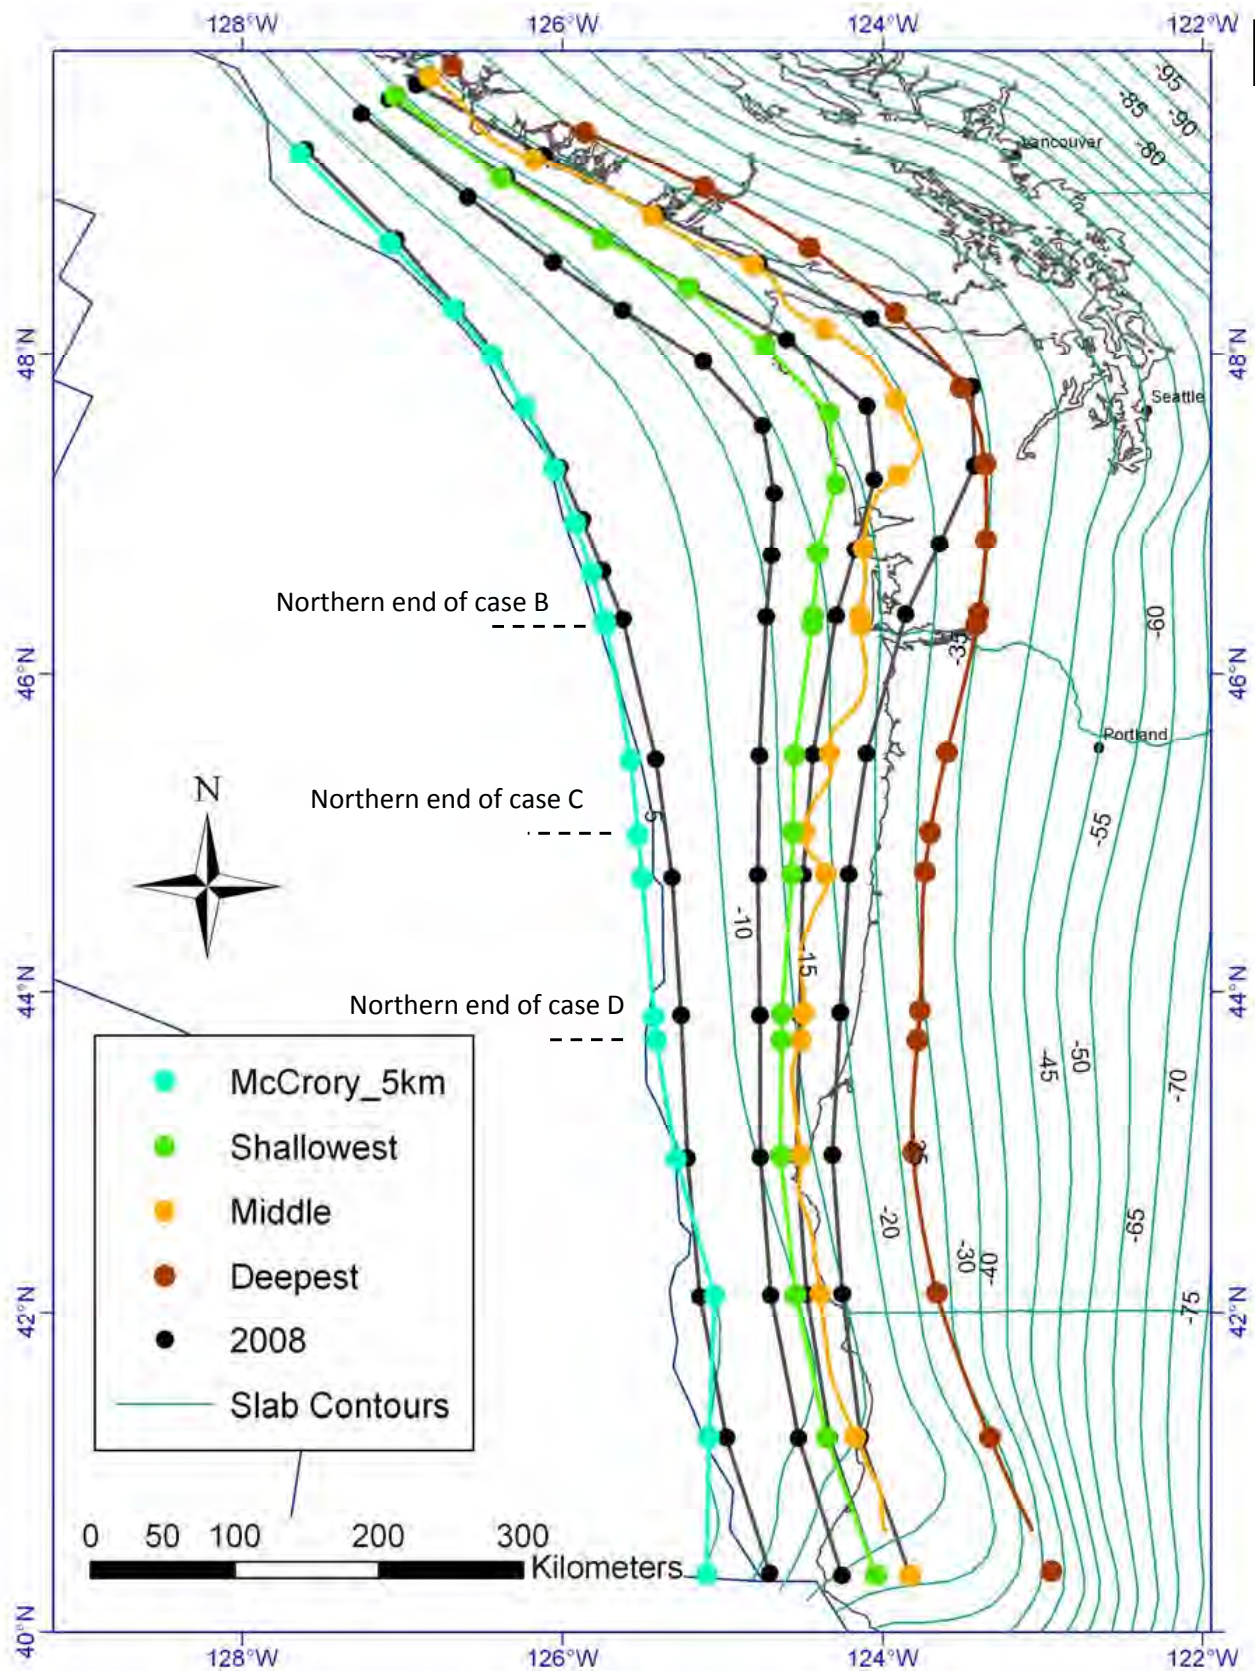 128°W 126°W 124°W 122°W
-95
-85
-90
-80
Vancouver
48°N
48°N
Seattle
Northern end of case B
-60
-35
46°N
46°N
Portland
N
Northern end of case C
-5
-55
-10
-15
44°N
44°N
Northern end of case D
-45
-50
-70
McCrory_5km
Shallowest
-25
Middle
-20
-65
Deepest
-30
-40
42°N
42°N
-75
2008
Slab Contours
0 50 100 200 300
Kilometers
40°N
40°N
128°W 126°W 124°W 122°W